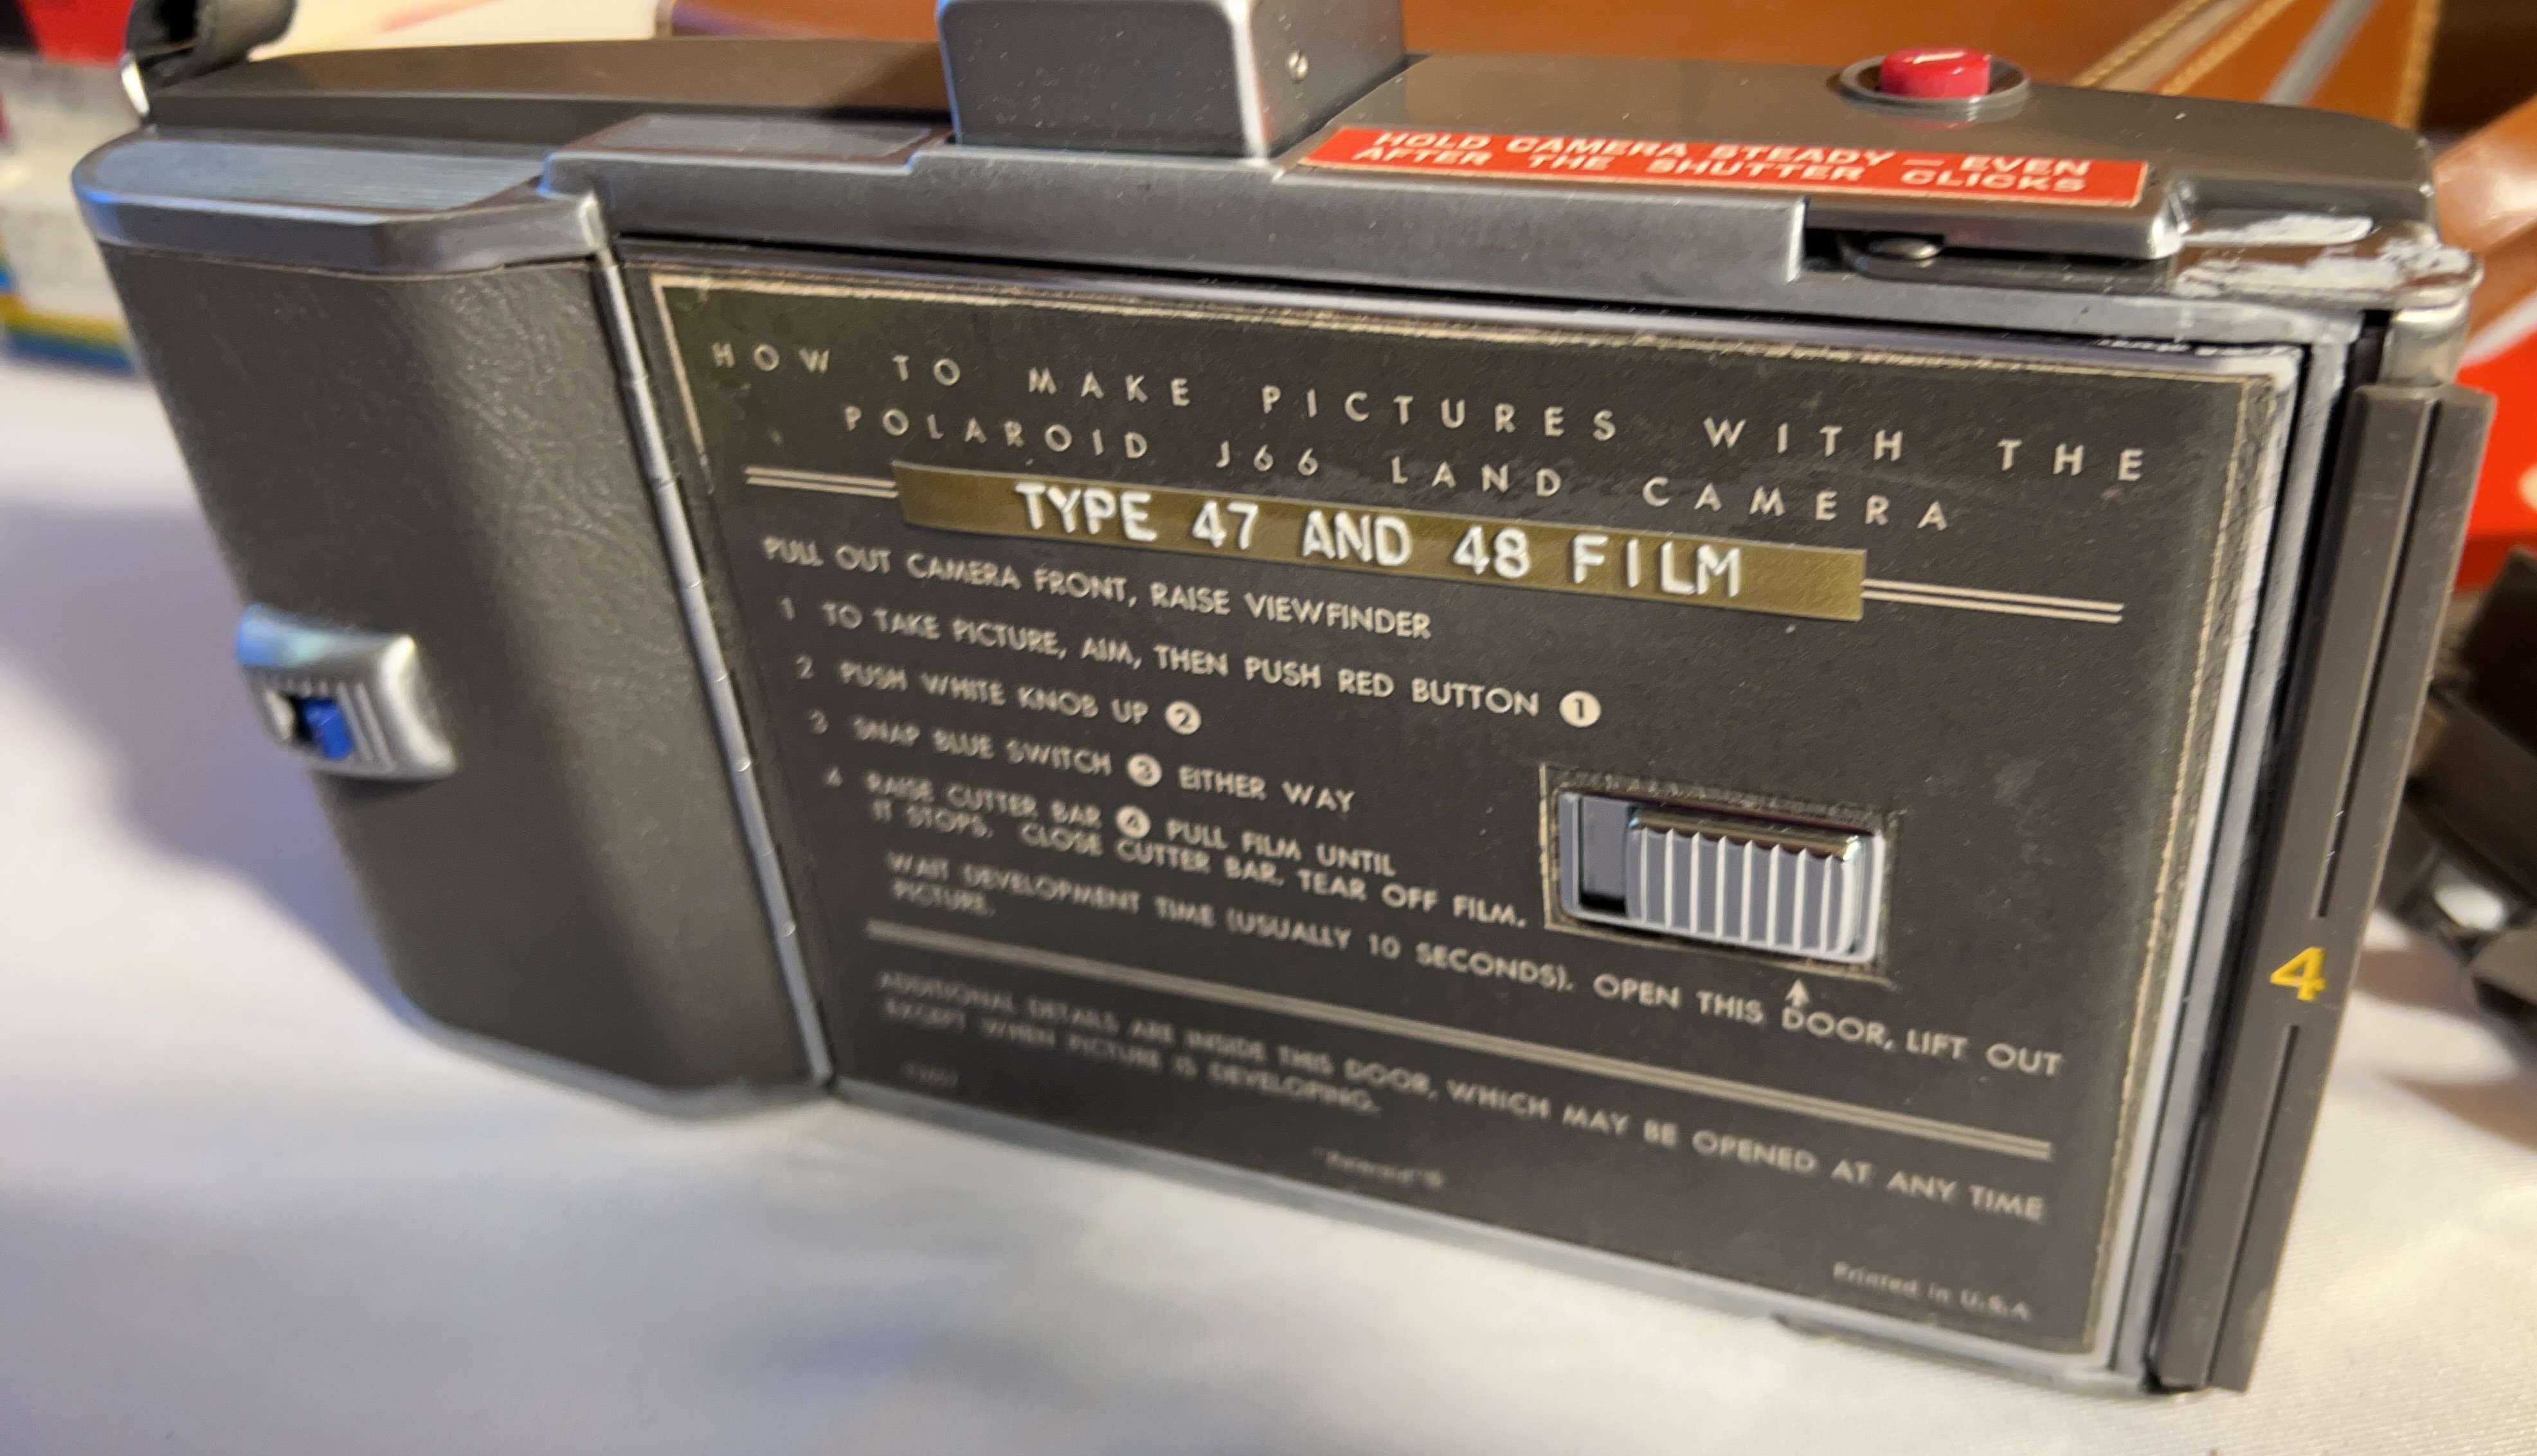 HOLD CAMERA STEADY — EVEN
AFTER THE SHUTTER CLICKS
HOW TO MAKE PICTURES WITH THE
POLAROID J66 LAND CAMERA
TYPE 47 AND 48 FILM
PULL OUT CAMERA FRONT, RAISE VIEWFINDER
1 TO TAKE PICTURE, AIM, THEN PUSH RED BUTTON 1
2 PUSH WHITE KNOB UP 2
3 SNAP BLUE SWITCH 3 EITHER WAY
4 RAISE CUTTER BAR 4 PULL FILM UNTIL
IT STOPS. CLOSE CUTTER BAR. TEAR OFF FILM.
WAIT DEVELOPMENT TIME (USUALLY 10 SECONDS). OPEN THIS DOOR, LIFT OUT
PICTURE.
ADDITIONAL DETAILS ARE INSIDE THIS DOOR, WHICH MAY BE OPENED AT ANY TIME
EXCEPT WHEN PICTURE IS DEVELOPING.
"Polaroid"®
Printed in U.S.A
4